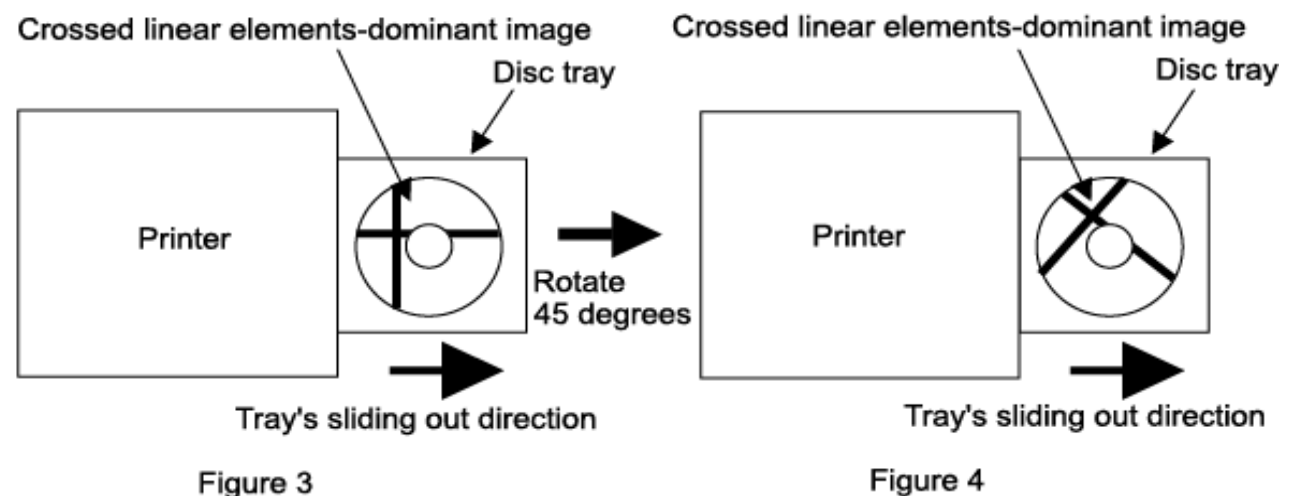 Crossed linear elements-dominant image
Disc tray
Printer
Rotate
45 degrees
Tray's sliding out direction
Figure 3
Crossed linear elements-dominant image
Disc tray
Printer
Tray's sliding out direction
Figure 4